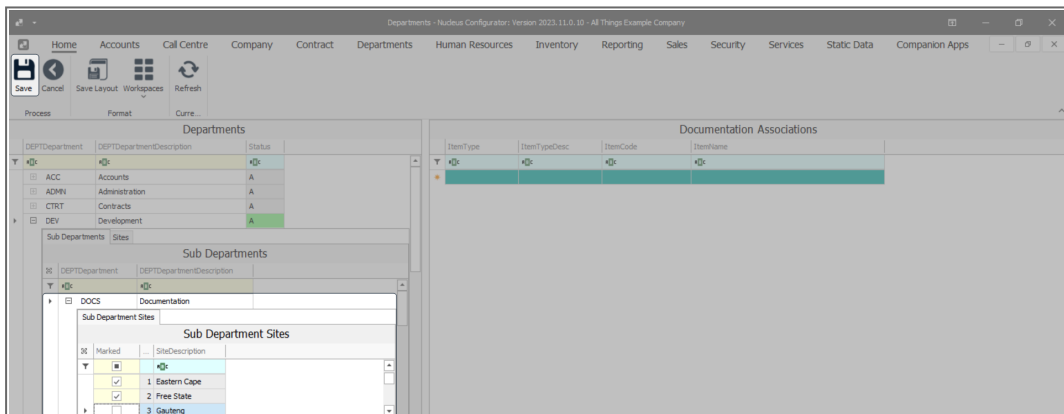 Departments - Nucleus Configurator: Version 2023.11.0.10 - All Things Example Company
Home Accounts Call Centre Company Contract Departments Human Resources Inventory Reporting Sales Security Services Static Data Companion Apps
Save Cancel Save Layout Workspaces Refresh
Process Format Curre...
Departments Documentation Associations
DEPTDepartment DEPTDepartmentDescription Status ItemType ItemTypeDesc ItemCode ItemName
ACC Accounts A
ADMN Administration A
CTRT Contracts A
DEV Development A
Sub Departments Sites
Sub Departments
DEPTDepartment DEPTDepartmentDescription
DOCS Documentation
Sub Department Sites
Sub Department Sites
Marked ... SiteDescription
1 Eastern Cape
2 Free State
3 Gauteng